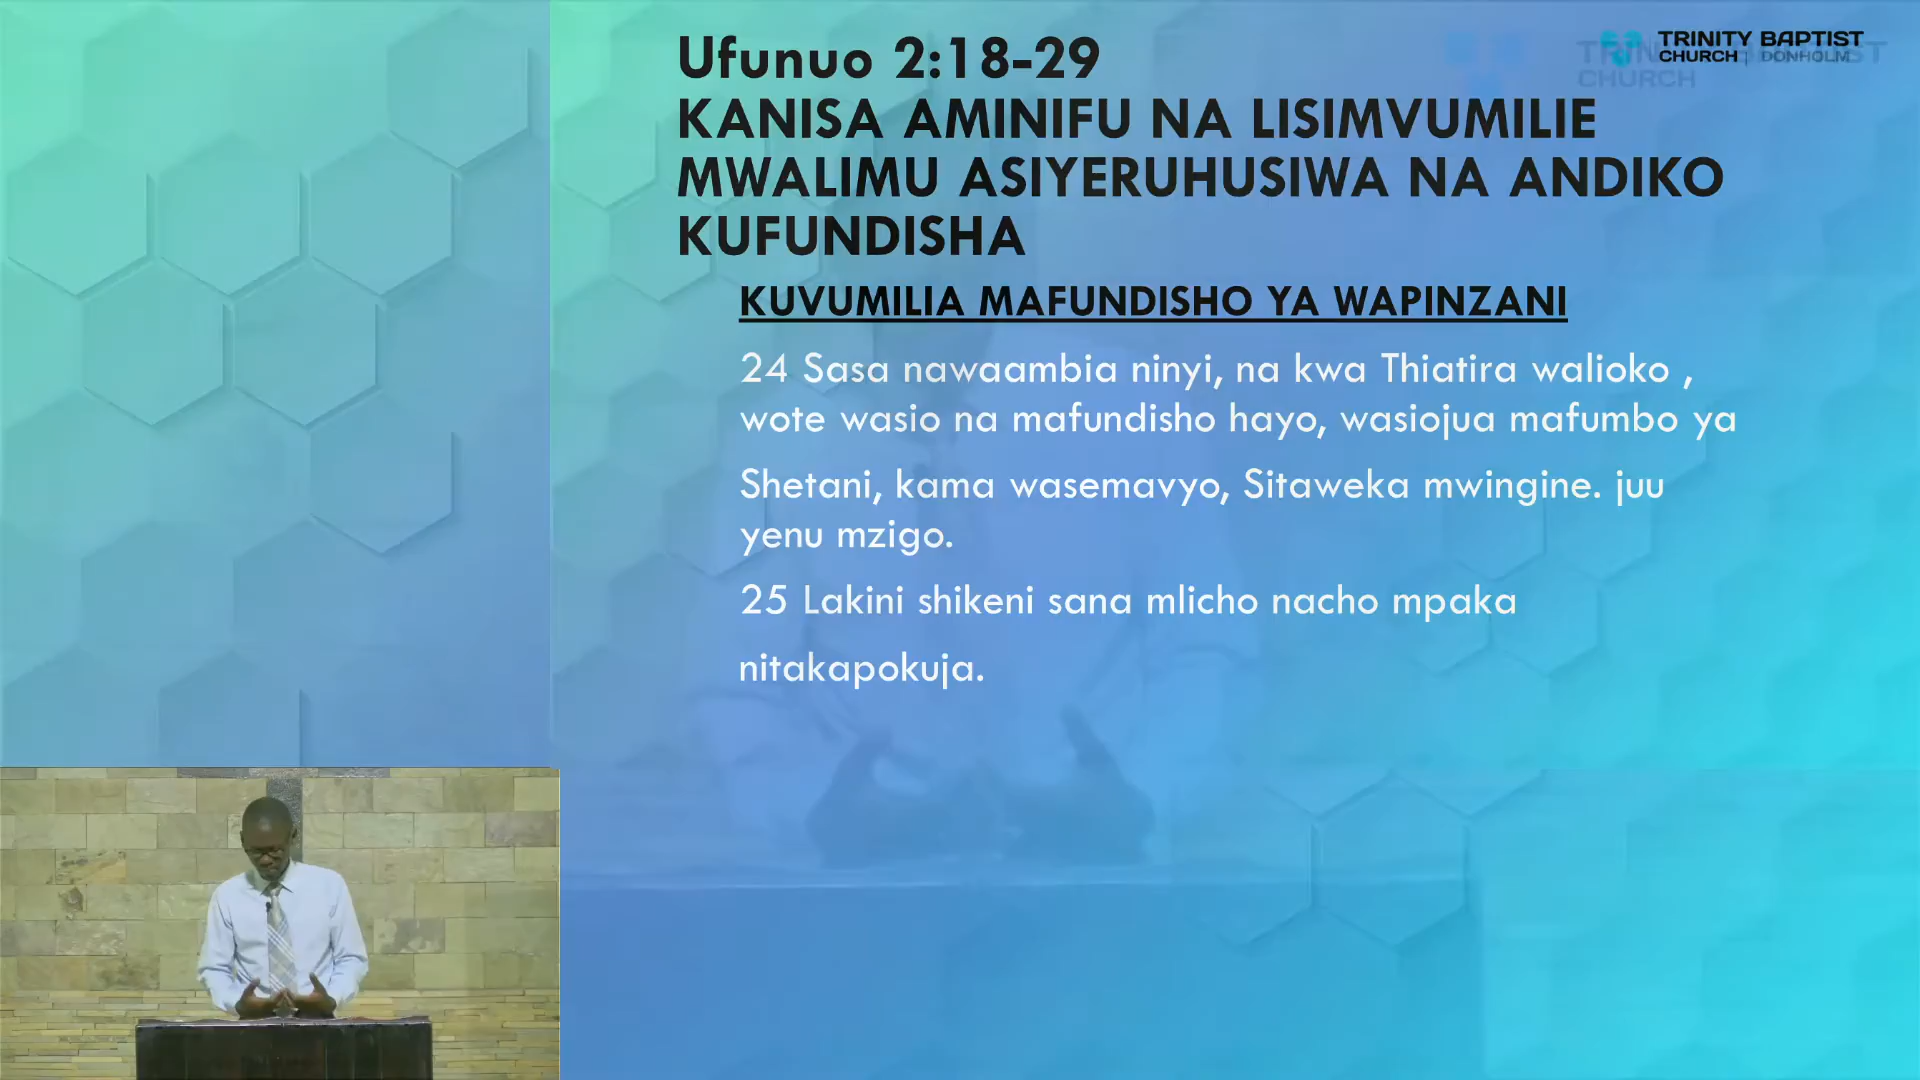 Ufunuo 2:18-29
KANISA AMINIFU NA LISIMVUMILIE
MWALIMU ASIYERUHUSIWA NA ANDIKO
KUFUNDISHA
KUVUMILIA MAFUNDISHO YA WAPINZANI
24 Sasa nawaambia ninyi, na kwa Thiatira walioko ,
wote wasio na mafundisho hayo, wasiojua mafumbo ya
Shetani, kama wasemavyo, Sitaweka mwingine. juu
yenu mzigo.
25 Lakini shikeni sana mlicho nacho mpaka
nitakapokuja.
TRINITY BAPTIST
CHURCH | DONHOLM